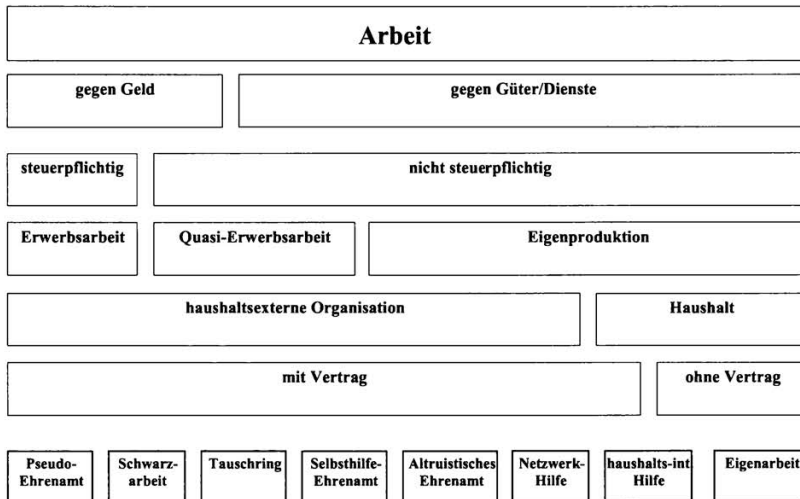 Arbeit
gegen Geld
gegen Güter/Dienste
steuerpflichtig
nicht steuerpflichtig
Erwerbsarbeit
Quasi-Erwerbsarbeit
Eigenproduktion
haushaltsexterne Organisation
Haushalt
mit Vertrag
ohne Vertrag
Pseudo-
Ehrenamt
Schwarz-
arbeit
Tauschring
Selbsthilfe-
Ehrenamt
Altruistisches
Ehrenamt
Netzwerk-
Hilfe
haushalts-int
Hilfe
Eigenarbeit